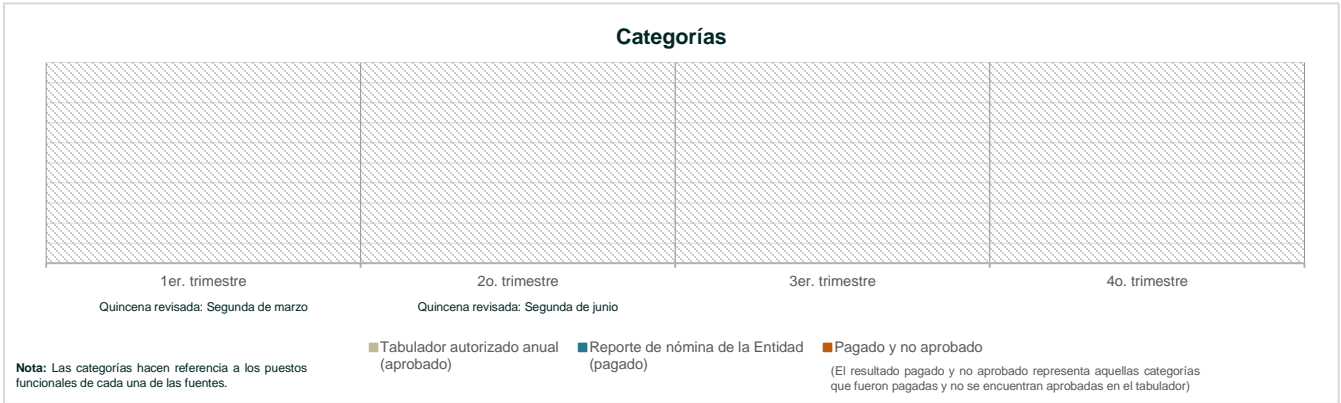 Categorías
1er. trimestre
2o. trimestre
3er. trimestre
4o. trimestre
Quincena revisada: Segunda de marzo
Quincena revisada: Segunda de junio
Tabulador autorizado anual
(aprobado)
Reporte de nómina de la Entidad
(pagado)
Pagado y no aprobado
Nota: Las categorías hacen referencia a los puestos
funcionales de cada una de las fuentes.
(El resultado pagado y no aprobado representa aquellas categorías
que fueron pagadas y no se encuentran aprobadas en el tabulador)